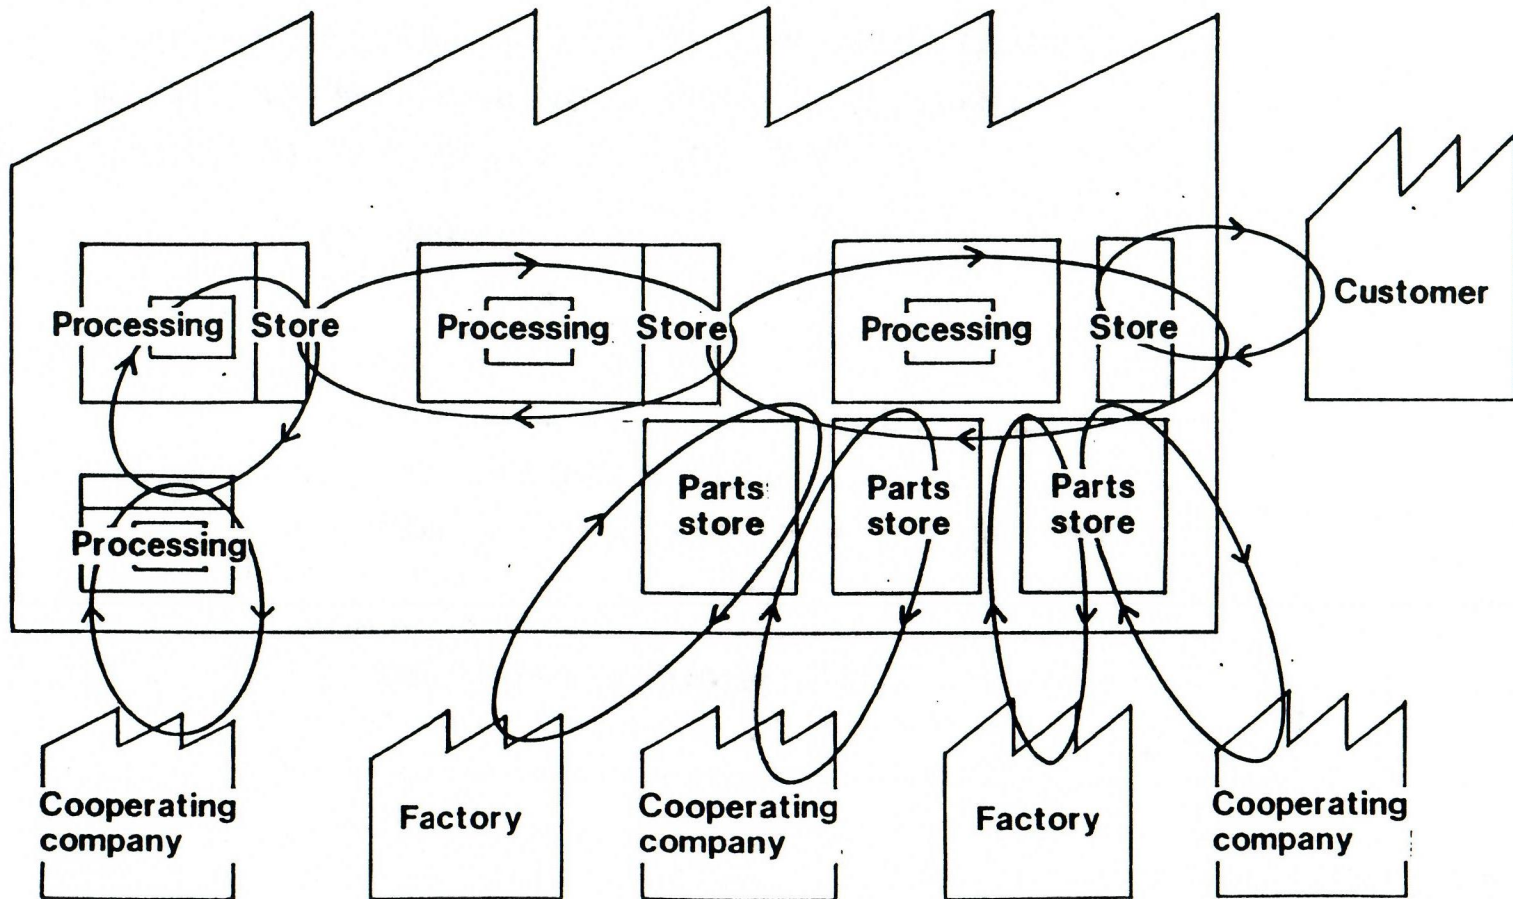 Customer
Processing Store
Processing Store
Processing
Store
Parts
store
Parts
store
Parts
store
Processing
Cooperating
company
Factory
Cooperating
company
Factory
Cooperating
company